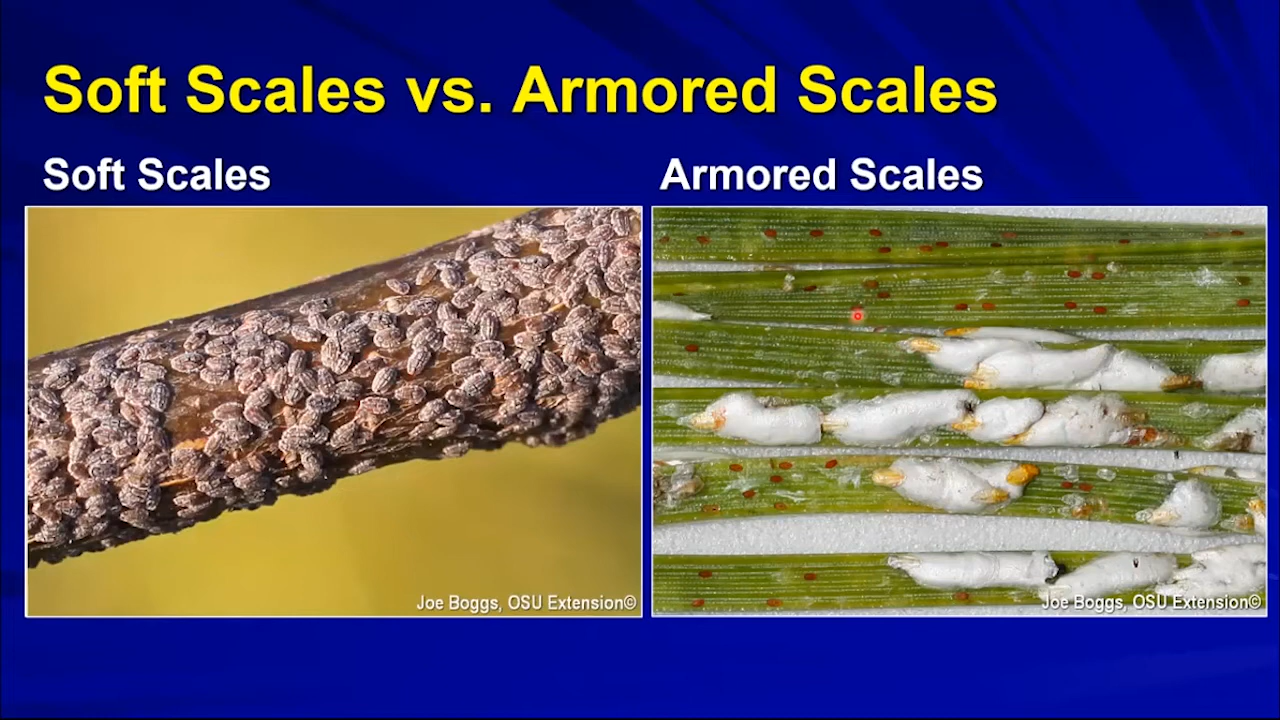 Soft Scales vs. Armored Scales
Soft Scales
Armored Scales
Joe Boggs, OSU Extension©
Joe Boggs, OSU Extension©